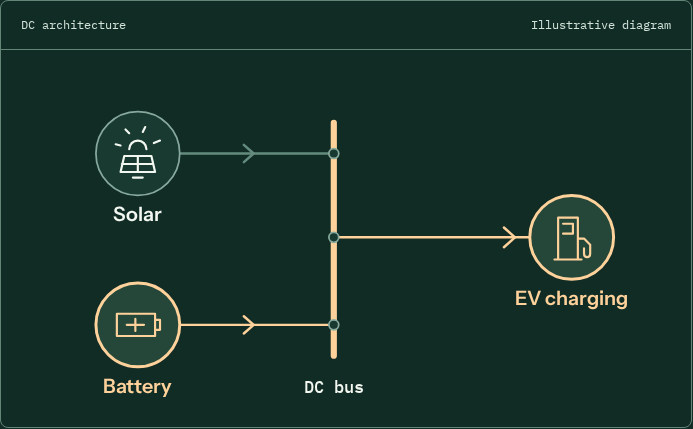 DC architecture
Illustrative diagram
Solar
EV charging
Battery
DC bus